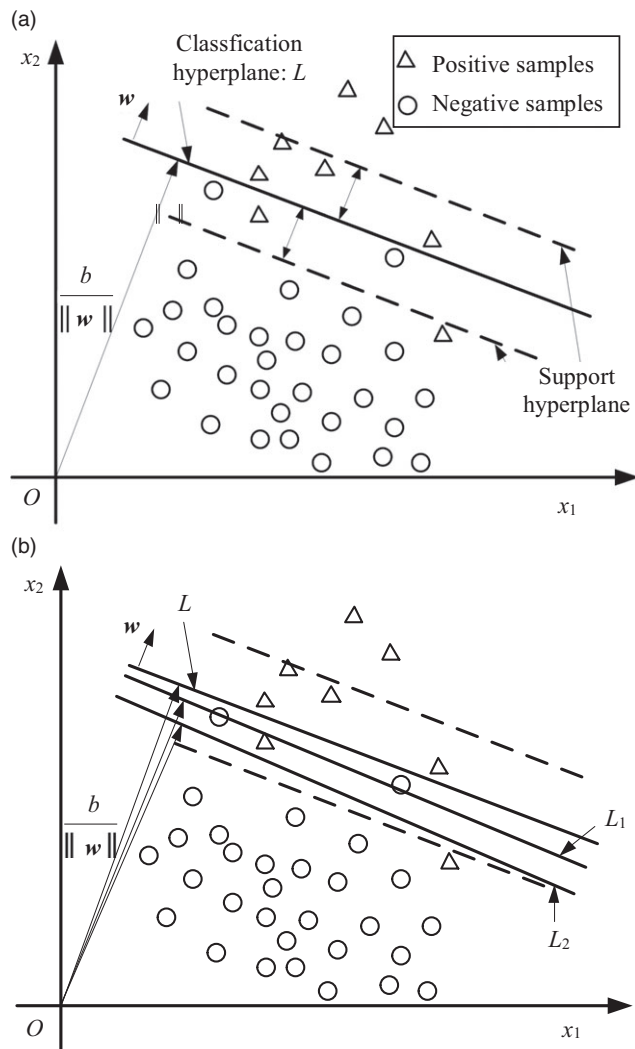 (a)
x2
Classfication
hyperplane: L
w
Positive samples
Negative samples
|| ||
b
|| w ||
Support
hyperplane
O
x1
(b)
x2
L
w
b
|| w ||
L1
L2
O
x1